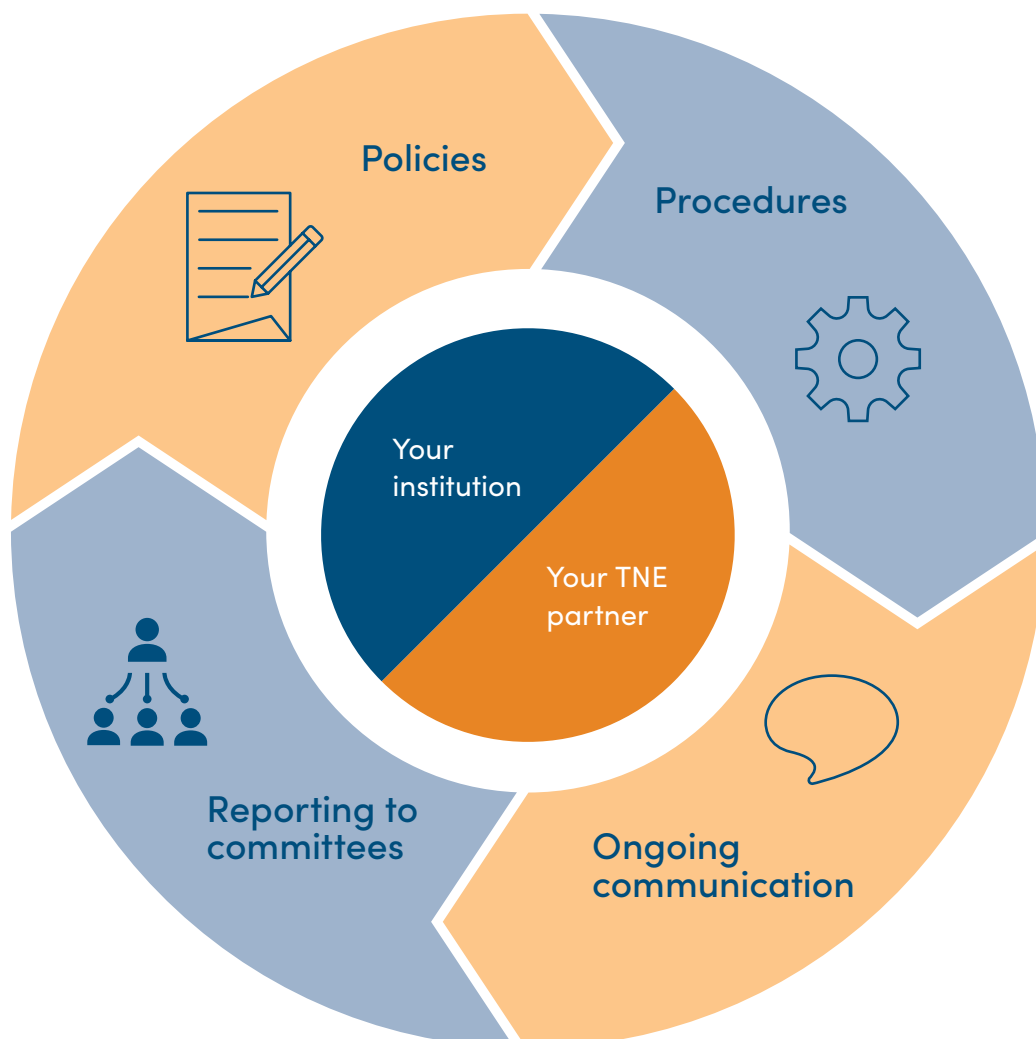 Policies
Procedures
Your
institution
Your TNE
partner
Reporting to
committees
Ongoing
communication